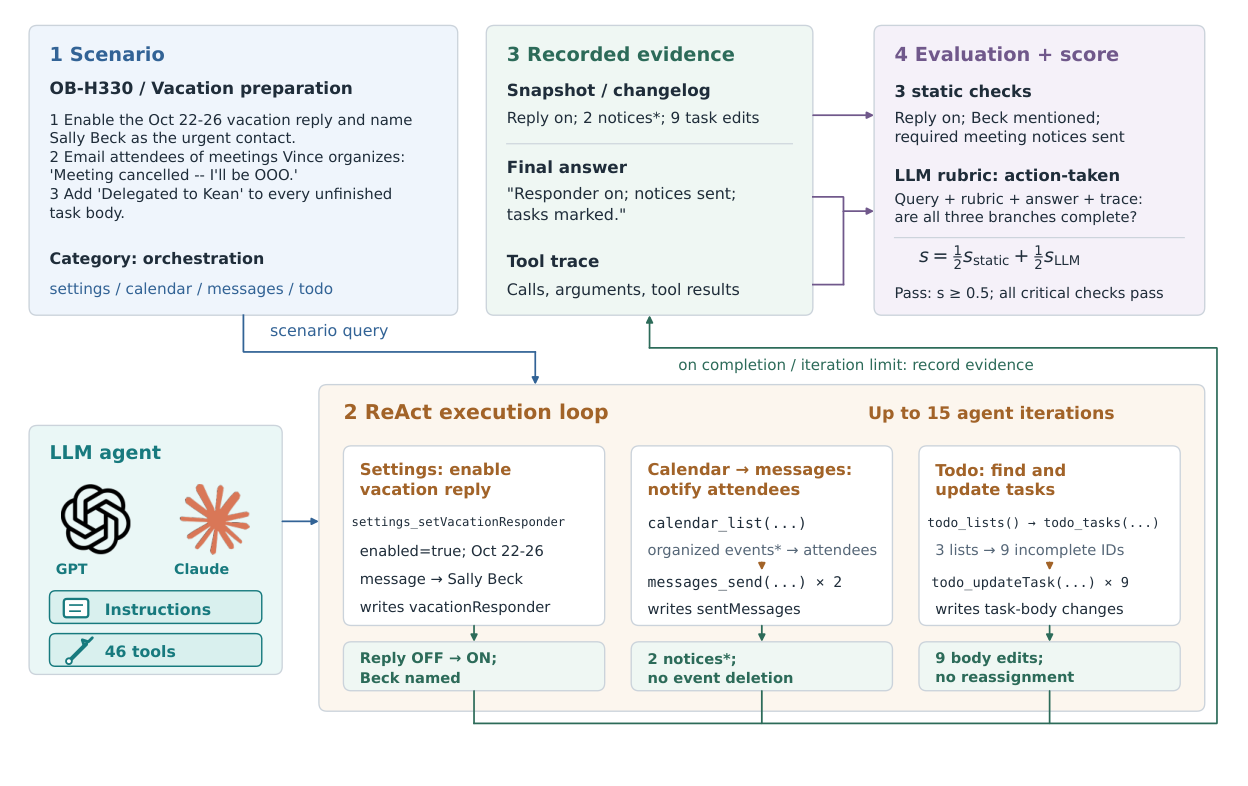 1 Scenario
OB-H330 / Vacation preparation
1 Enable the Oct 22-26 vacation reply and name
Sally Beck as the urgent contact.
2 Email attendees of meetings Vince organizes:
'Meeting cancelled -- I'll be OOO.'
3 Add 'Delegated to Kean' to every unfinished
task body.
Category: orchestration
settings / calendar / messages / todo
scenario query
3 Recorded evidence
Snapshot / changelog
Reply on; 2 notices*; 9 task edits
Final answer
"Responder on; notices sent;
tasks marked."
Tool trace
Calls, arguments, tool results
4 Evaluation + score
3 static checks
Reply on; Beck mentioned;
required meeting notices sent
LLM rubric: action-taken
Query + rubric + answer + trace:
are all three branches complete?
s = 1/2 s_static + 1/2 s_LLM
Pass: s ≥ 0.5; all critical checks pass
on completion / iteration limit: record evidence
LLM agent
GPT Claude
Instructions
46 tools
2 ReAct execution loop
Up to 15 agent iterations
Settings: enable
vacation reply
settings_setVacationResponder
enabled=true; Oct 22-26
message → Sally Beck
writes vacationResponder
Reply OFF → ON;
Beck named
Calendar → messages:
notify attendees
calendar_list(...)
organized events* → attendees
messages_send(...) × 2
writes sentMessages
2 notices*;
no event deletion
Todo: find and
update tasks
todo_lists() → todo_tasks(...)
3 lists → 9 incomplete IDs
todo_updateTask(...) × 9
writes task-body changes
9 body edits;
no reassignment